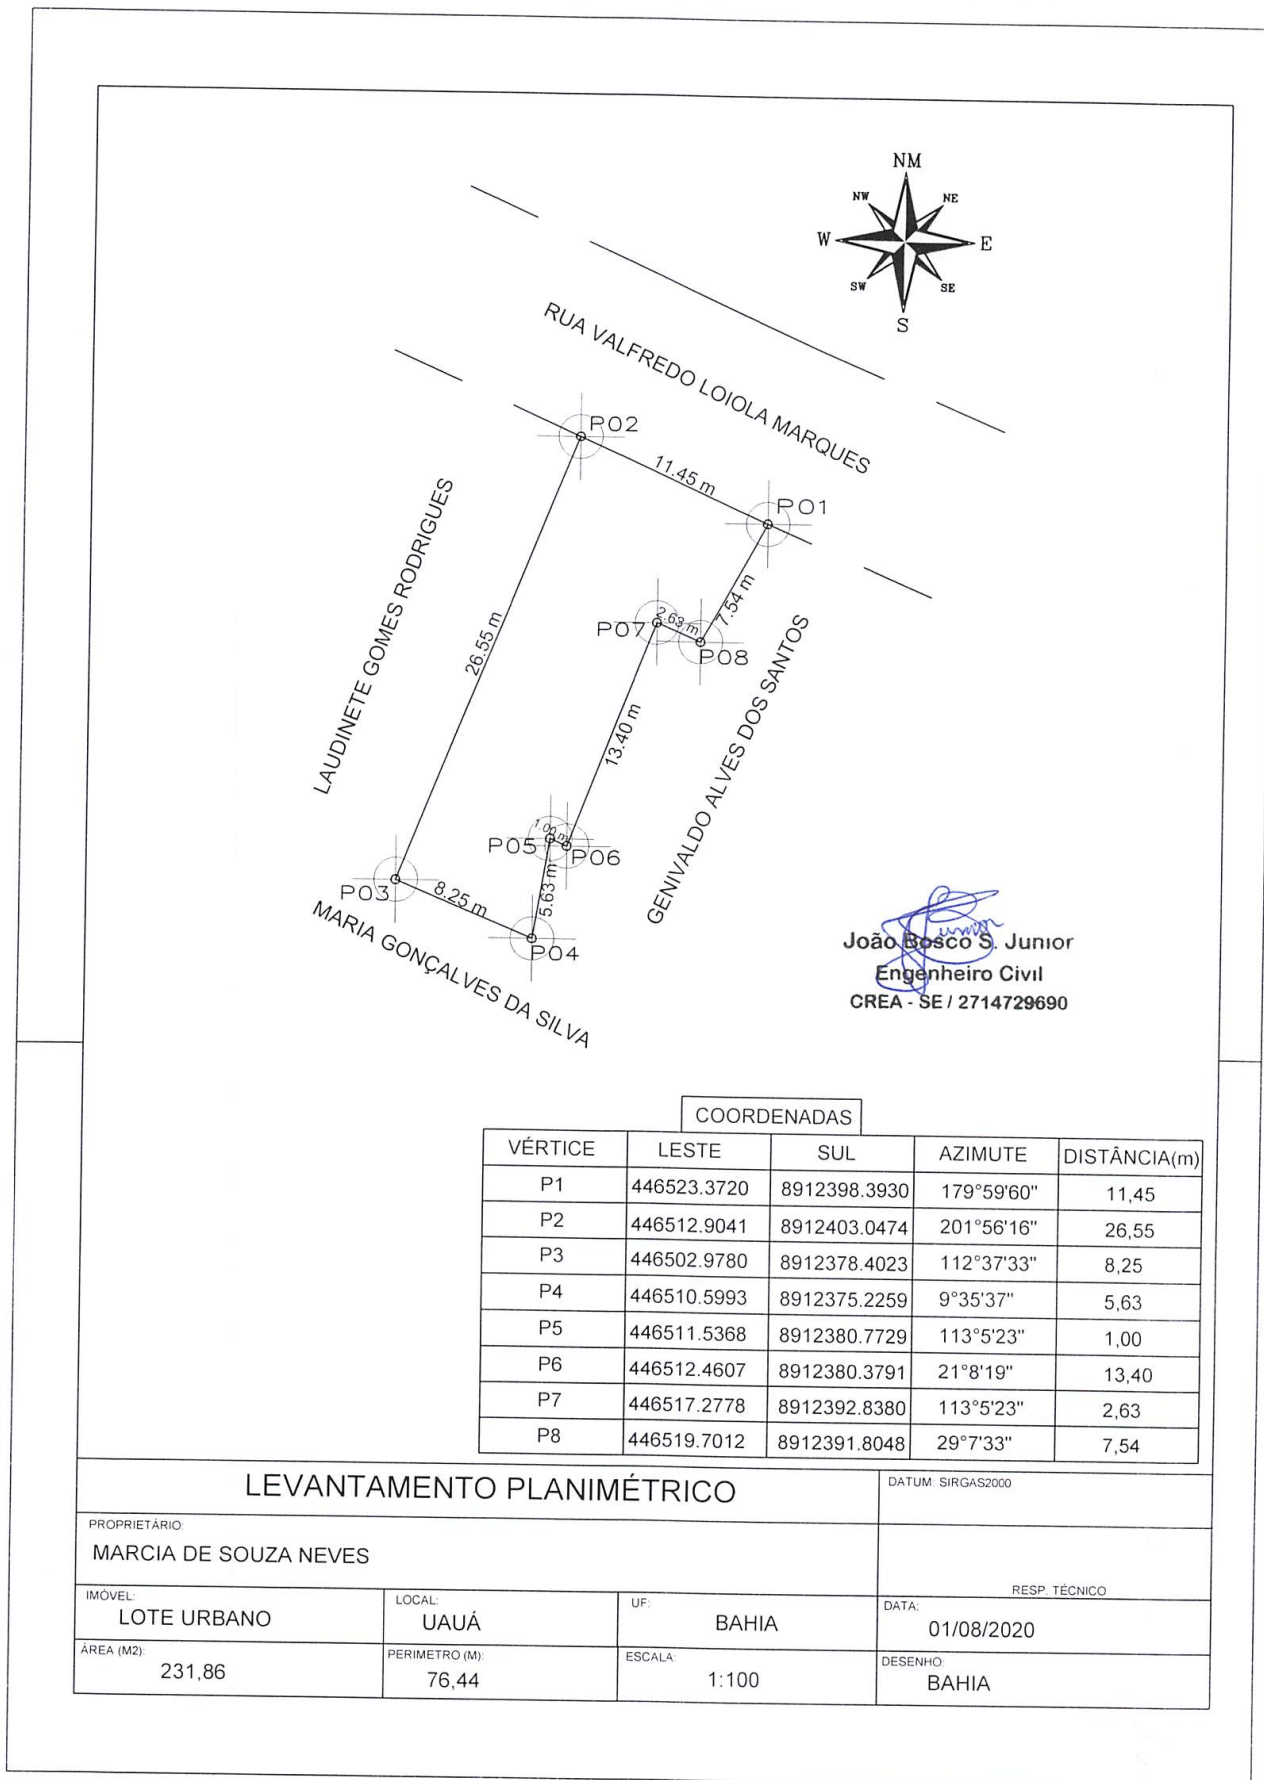 NM
NW
NE
W
E
SW
SE
S
RUA VALFREDO LOIOLA MARQUES
P02
11.45 m
P01
LAUDINETE GOMES RODRIGUES
26.55 m
7.54 m
P07
2.63 m
P08
13.40 m
GENIVALDO ALVES DOS SANTOS
1.00 m
P05
P06
P03
8.25 m
5.63 m
P04
MARIA GONÇALVES DA SILVA
João Bosco S. Junior
Engenheiro Civil
CREA - SE / 2714729690
COORDENADAS
VÉRTICE LESTE SUL AZIMUTE DISTÂNCIA(m)
P1 446523.3720 8912398.3930 179°59'60" 11,45
P2 446512.9041 8912403.0474 201°56'16" 26,55
P3 446502.9780 8912378.4023 112°37'33" 8,25
P4 446510.5993 8912375.2259 9°35'37" 5,63
P5 446511.5368 8912380.7729 113°5'23" 1,00
P6 446512.4607 8912380.3791 21°8'19" 13,40
P7 446517.2778 8912392.8380 113°5'23" 2,63
P8 446519.7012 8912391.8048 29°7'33" 7,54
LEVANTAMENTO PLANIMÉTRICO
DATUM: SIRGAS2000
PROPRIETÁRIO:
MARCIA DE SOUZA NEVES
RESP. TÉCNICO
IMÓVEL:
LOTE URBANO
LOCAL:
UAUÁ
UF:
BAHIA
DATA:
01/08/2020
ÁREA (M2):
231,86
PERIMETRO (M):
76,44
ESCALA:
1:100
DESENHO:
BAHIA